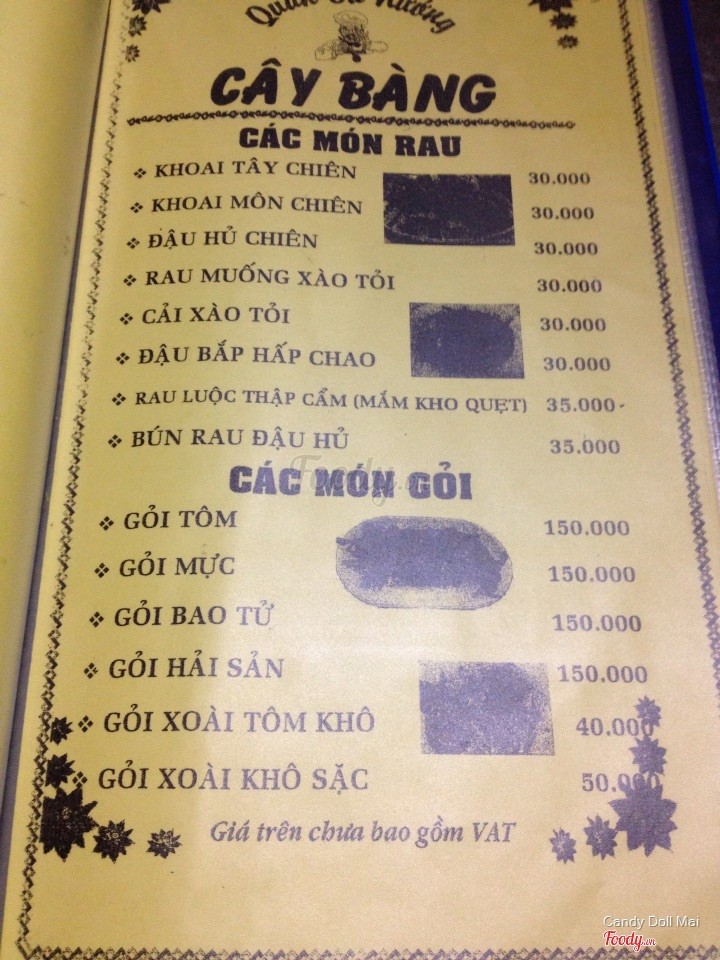 Quán
Nướng
CÂY BÀNG
CÁC MÓN RAU
❖ KHOAI TÂY CHIÊN 30.000
❖ KHOAI MÔN CHIÊN 30.000
❖ ĐẬU HỦ CHIÊN 30.000
❖ RAU MUỐNG XÀO TỎI 30.000
❖ CẢI XÀO TỎI 30.000
❖ ĐẬU BẮP HẤP CHAO 30.000
❖ RAU LUỘC THẬP CẨM (MẮM KHO QUẸT) 35.000
❖ BÚN RAU ĐẬU HỦ 35.000
Foody.vn
CÁC MÓN GỎI
❖ GỎI TÔM 150.000
❖ GỎI MỰC 150.000
❖ GỎI BAO TỬ 150.000
❖ GỎI HẢI SẢN 150.000
❖ GỎI XOÀI TÔM KHÔ 40.000
❖ GỎI XOÀI KHÔ SẶC 50.000
Giá trên chưa bao gồm VAT
Candy Doll Mai
Foody.vn